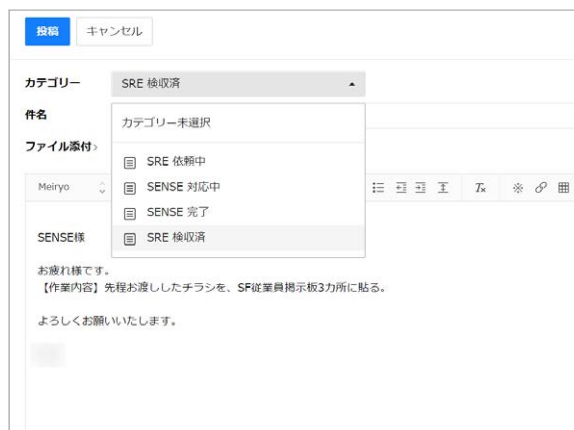 投稿 キャンセル
カテゴリー SRE 検収済
件名
カテゴリー未選択
ファイル添付
SRE 依頼中
Meiryo
SENSE 対応中
SENSE 完了
SENSE様
SRE 検収済
お疲れ様です。
【作業内容】先程お渡ししたチラシを、SF従業員掲示板3カ所に貼る。
よろしくお願いいたします。